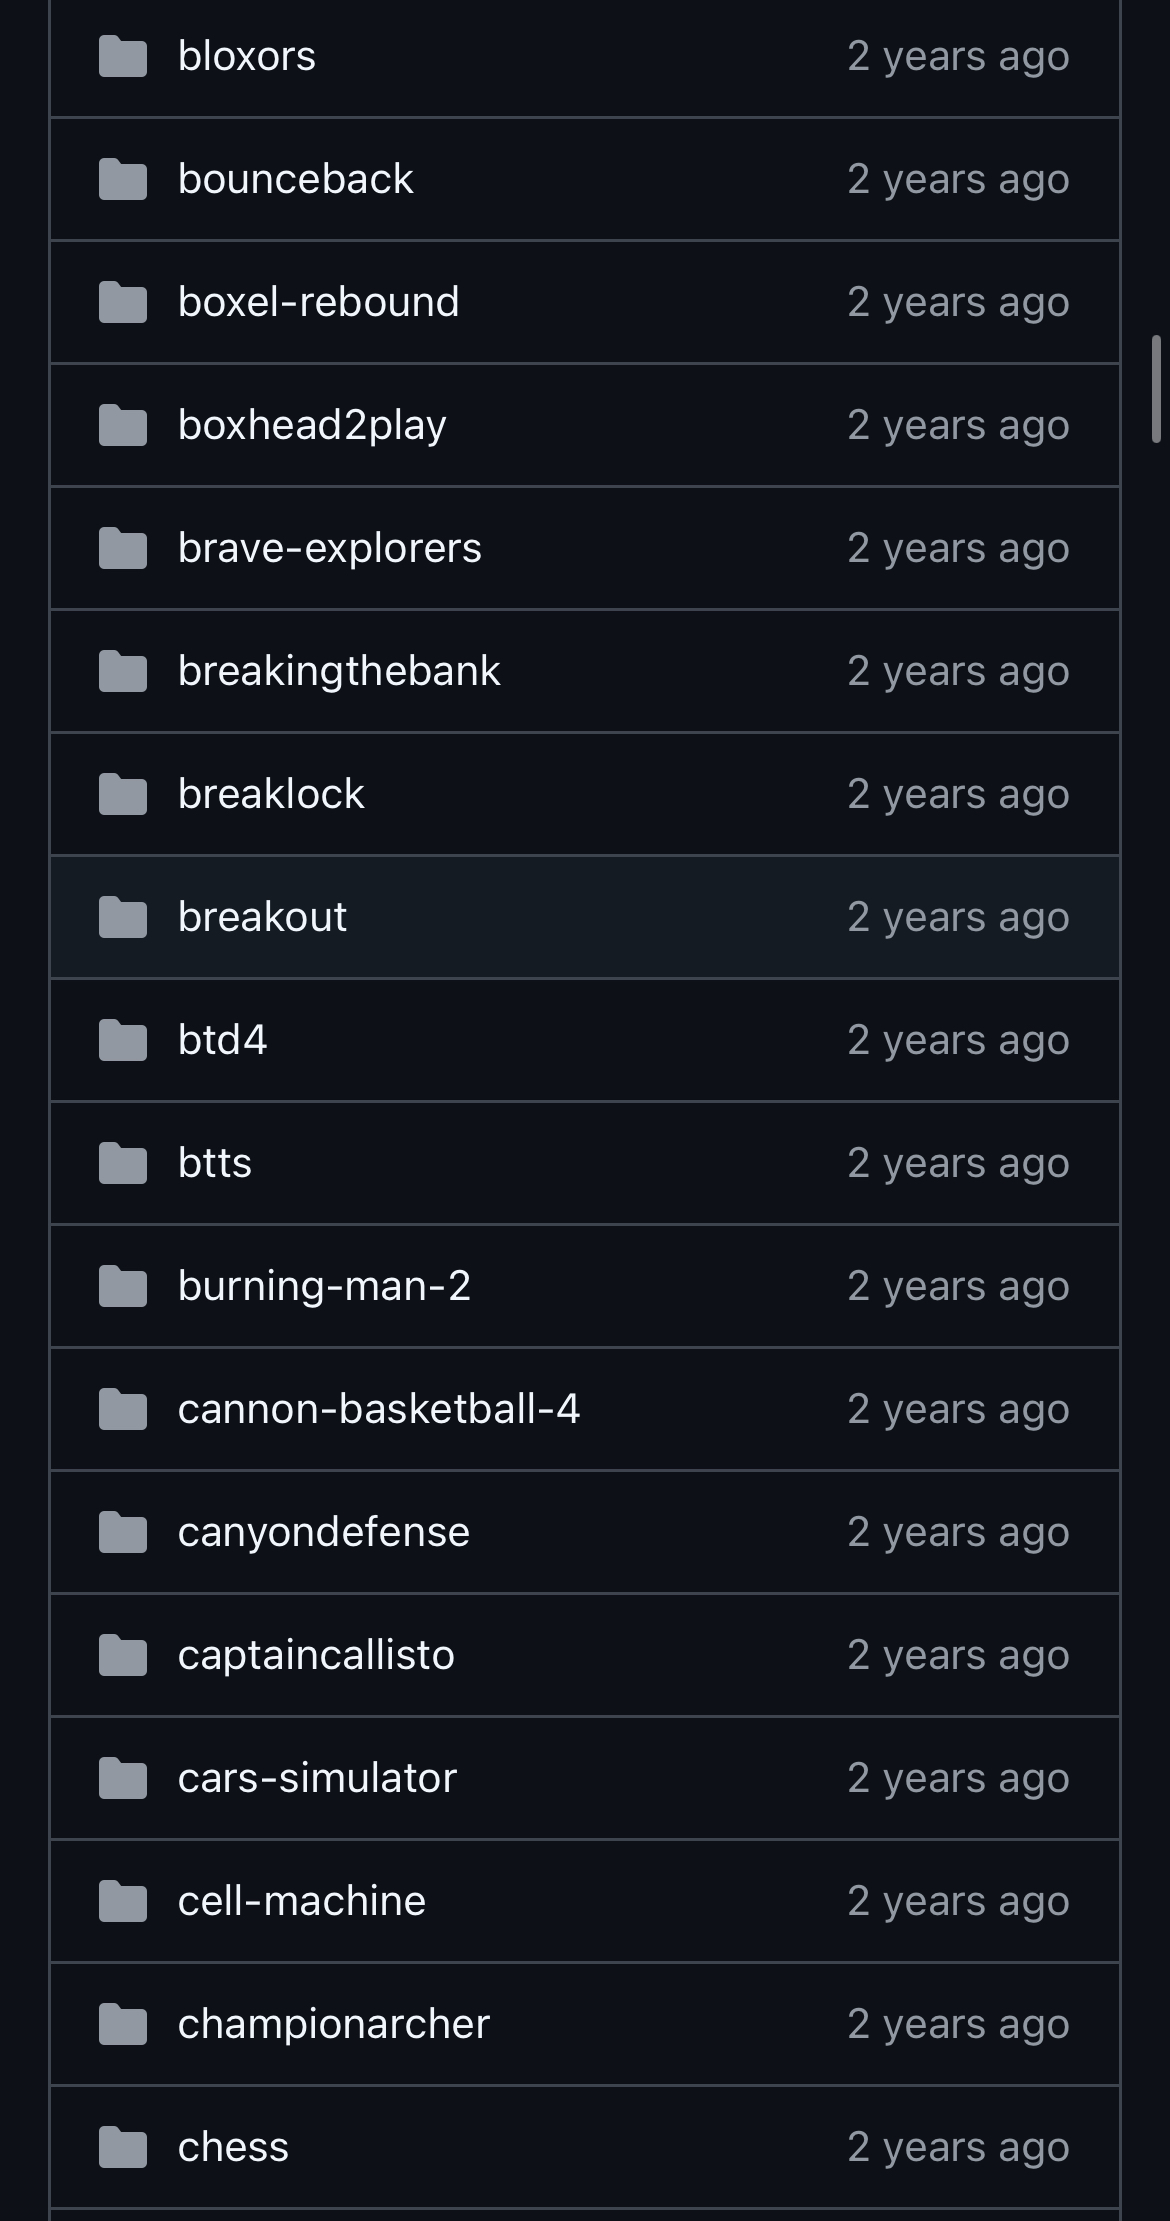 bloxors 2 years ago
bounceback 2 years ago
boxel-rebound 2 years ago
boxhead2play 2 years ago
brave-explorers 2 years ago
breakingthebank 2 years ago
breaklock 2 years ago
breakout 2 years ago
btd4 2 years ago
btts 2 years ago
burning-man-2 2 years ago
cannon-basketball-4 2 years ago
canyondefense 2 years ago
captaincallisto 2 years ago
cars-simulator 2 years ago
cell-machine 2 years ago
championarcher 2 years ago
chess 2 years ago